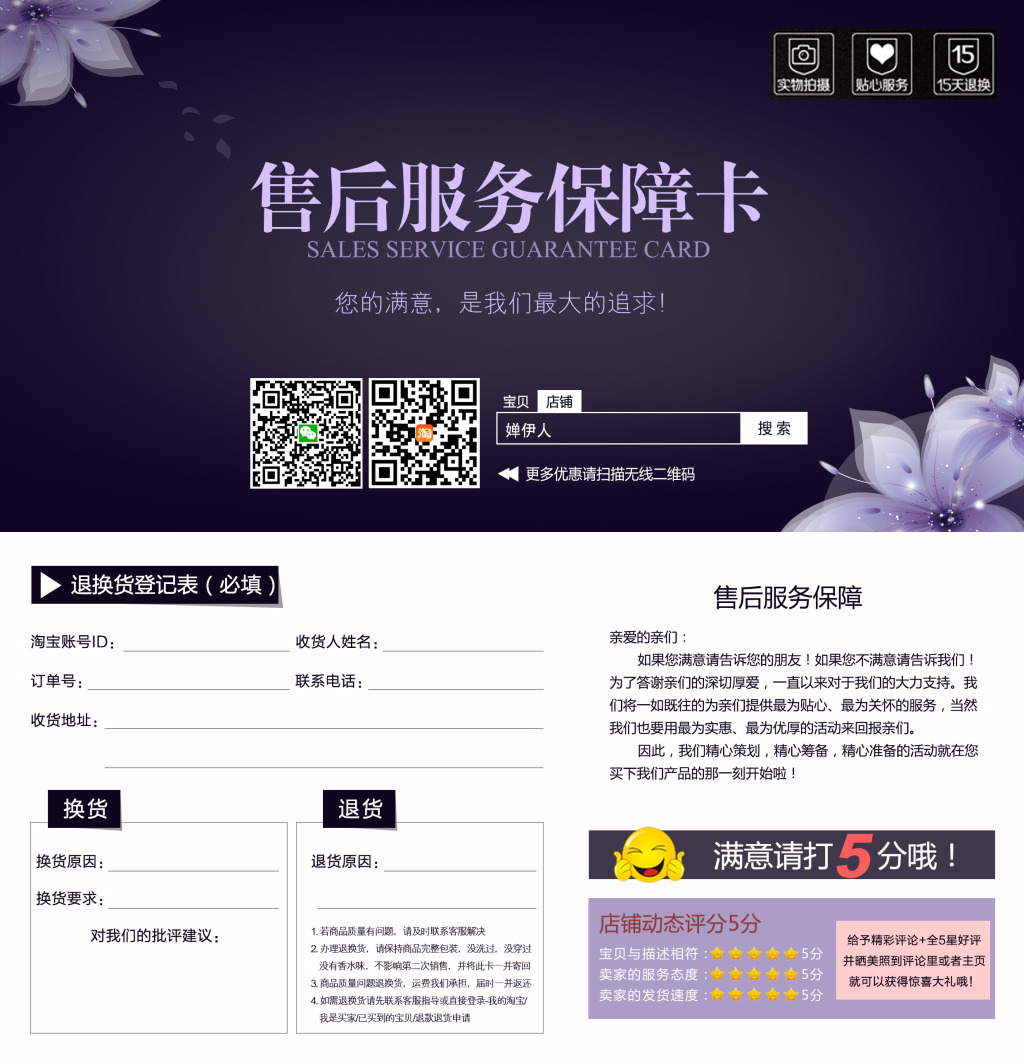 实物拍摄
贴心服务
15
15天退换
售后服务保障卡
SALES SERVICE GUARANTEE CARD
您的满意，是我们最大的追求！
宝贝 店铺
婵伊人
搜 索
淘
更多优惠请扫描无线二维码
退换货登记表（必填）
淘宝账号ID：
收货人姓名：
订单号：
联系电话：
收货地址：
换货
换货原因：
换货要求：
对我们的批评建议：
退货
退货原因：
1. 若商品质量有问题，请及时联系客服解决
2. 办理退换货，请保持商品完整包装，没洗过，没穿过
没有香水味，不影响第二次销售，并将此卡一并寄回
3. 商品质量问题退换货，运费我们承担，届时一并返还
4. 如需退换货请先联系客服指导或直接登录-我的淘宝/
我是买家/已买到的宝贝/退款退货申请
售后服务保障
亲爱的亲们：
如果您满意请告诉您的朋友！如果您不满意请告诉我们！
为了答谢亲们的深切厚爱，一直以来对于我们的大力支持。我
们将一如既往的为亲们提供最为贴心、最为关怀的服务，当然
我们也要用最为实惠、最为优厚的活动来回报亲们。
因此，我们精心策划，精心筹备，精心准备的活动就在您
买下我们产品的那一刻开始啦！
满意请打5分哦！
店铺动态评分5分
宝贝与描述相符：5分
卖家的服务态度：5分
卖家的发货速度：5分
给予精彩评论+全5星好评
并晒美照到评论里或者主页
就可以获得惊喜大礼哦！